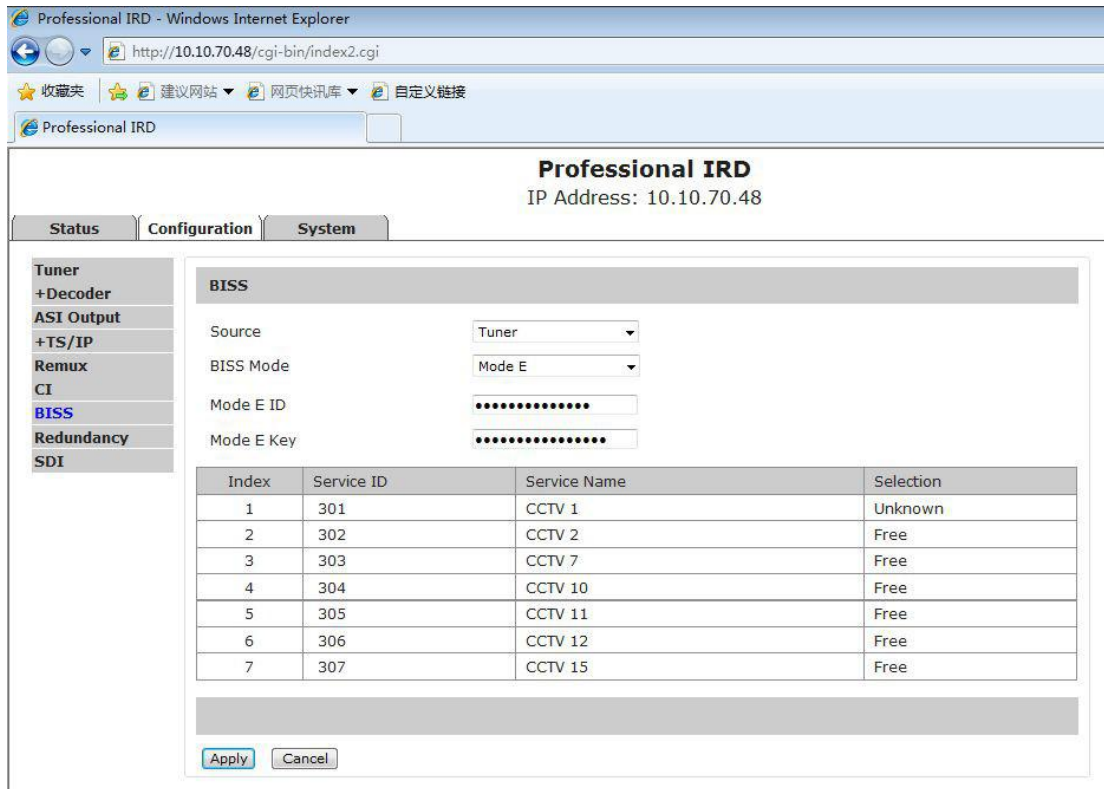 Professional IRD - Windows Internet Explorer
http://10.10.70.48/cgi-bin/index2.cgi
收藏夹 建议网站 网页快讯库 自定义链接
Professional IRD
Professional IRD
IP Address: 10.10.70.48
Status Configuration System
Tuner
+Decoder
ASI Output
+TS/IP
Remux
CI
BISS
Redundancy
SDI
BISS
Source Tuner
BISS Mode Mode E
Mode E ID ••••••••••••••
Mode E Key ••••••••••••••••
Index Service ID Service Name Selection
1 301 CCTV 1 Unknown
2 302 CCTV 2 Free
3 303 CCTV 7 Free
4 304 CCTV 10 Free
5 305 CCTV 11 Free
6 306 CCTV 12 Free
7 307 CCTV 15 Free
Apply Cancel